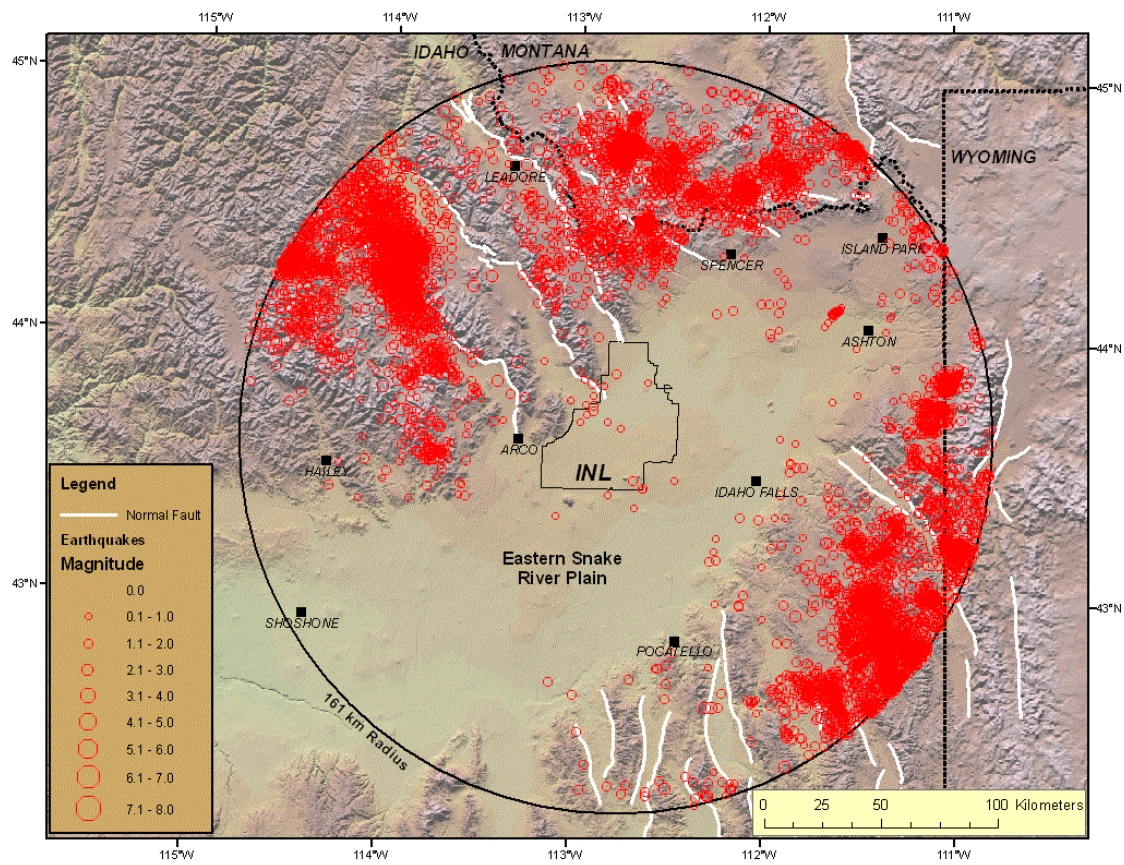 115°W 114°W 113°W 112°W 111°W
IDAHO MONTANA
45°N 45°N
WYOMING
LEADORE
ISLAND PARK
SPENCER
44°N 44°N
ASHTON
ARCO
HAILEY
INL
IDAHO FALLS
Legend
Normal Fault
Earthquakes
Magnitude
0.0
0.1 - 1.0
1.1 - 2.0
2.1 - 3.0
3.1 - 4.0
4.1 - 5.0
5.1 - 6.0
6.1 - 7.0
7.1 - 8.0
Eastern Snake
River Plain
43°N 43°N
SHOSHONE
POCATELLO
161 km Radius
0 25 50 100 Kilometers
115°W 114°W 113°W 112°W 111°W